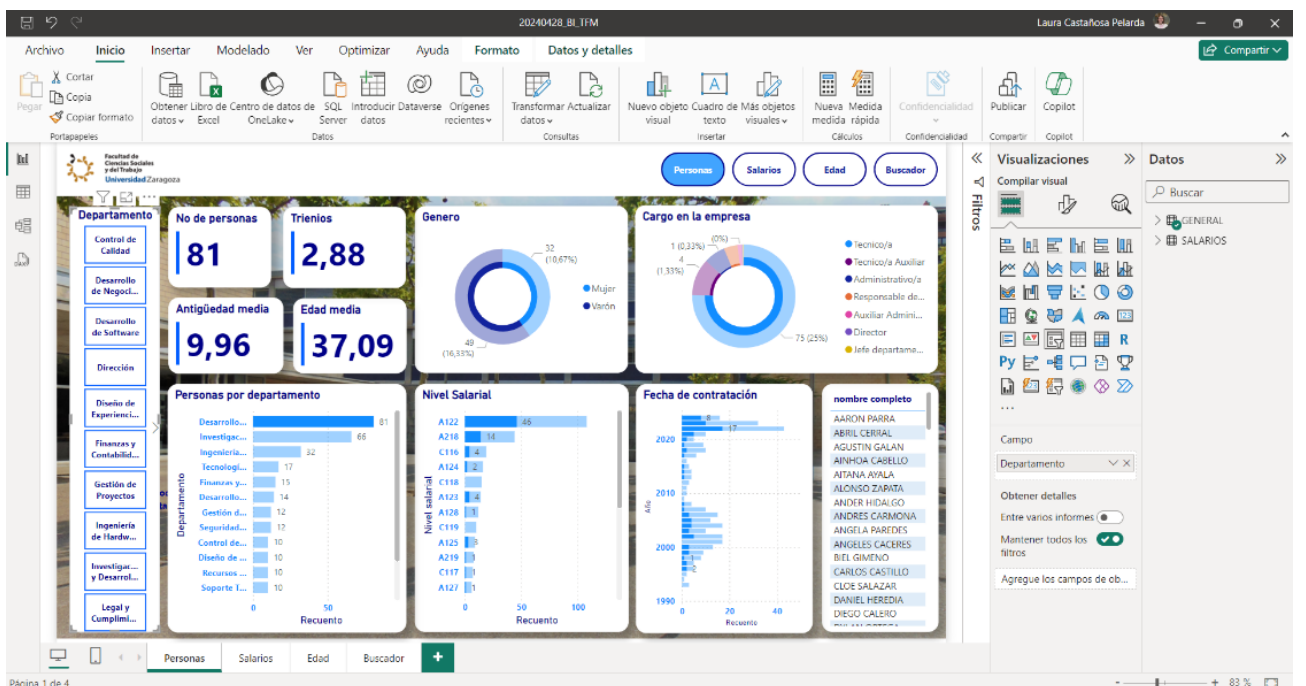 20240428_BI_TFM
Laura Castañosa Pelarda
Archivo Inicio Insertar Modelado Ver Optimizar Ayuda Formato Datos y detalles
Compartir
Pegar
Cortar
Copia
Copiar formato
Portapapeles
Obtener datos
Libro de Excel
Centro de datos de OneLake
SQL Server
Introducir datos
Dataverse
Orígenes recientes
Datos
Transformar datos
Actualizar
Consultas
Nuevo objeto visual
Cuadro de texto
Más objetos visuales
Insertar
Nueva medida
Medida rápida
Cálculos
Confidencialidad
Confidencialidad
Publicar
Compartir
Copilot
Copilot
Facultad de
Ciencias Sociales
y del Trabajo
Universidad Zaragoza
Personas Salarios Edad Buscador
Departamento
Control de
Calidad
Desarrollo
de Negoci...
Desarrollo
de Software
Dirección
Diseño de
Experienci...
Finanzas y
Contabilid...
Gestión de
Proyectos
Ingeniería
de Hardw...
Investigac...
y Desarrol...
Legal y
Cumplimi...
No de personas
81
Trienios
2,88
Antigüedad media
9,96
Edad media
37,09
Genero
32
(10,67%)
49
(16,33%)
Mujer
Varón
Cargo en la empresa
(0%)
1 (0,33%)
4
(1,33%)
75 (25%)
Tecnico/a
Tecnico/a Auxiliar
Administrativo/a
Responsable de...
Auxiliar Admini...
Director
Jefe departame...
Personas por departamento
Departamento
Desarrollo... 81
Investigac... 66
Ingeniería... 32
Tecnologí... 17
Finanzas y... 15
Desarrollo... 14
Gestión d... 12
Seguridad... 12
Control de... 10
Diseño de ... 10
Recursos ... 10
Soporte T... 10
0 50
Recuento
Nivel Salarial
Nivel salarial
A122 46
A218 14
C116 4
A124 2
C118
A123 4
A128 1
C119
A125 3
A219 1
C117 1
A127 1
0 50 100
Recuento
Fecha de contratación
Año
8
17
2020
2010
2000
1
2
1990
0 20 40
Recuento
nombre completo
AARON PARRA
ABRIL CERRAL
AGUSTIN GALAN
AINHOA CABELLO
AITANA AYALA
ALONSO ZAPATA
ANDER HIDALGO
ANDRES CARMONA
ANGELA PAREDES
ANGELES CACERES
BIEL GIMENO
CARLOS CASTILLO
CLOE SALAZAR
DANIEL HEREDIA
DIEGO CALERO
Filtros
Visualizaciones
Compilar visual
Campo
Departamento
Obtener detalles
Entre varios informes
Mantener todos los
filtros
Agregue los campos de ob...
Datos
Buscar
GENERAL
SALARIOS
Personas Salarios Edad Buscador
Página 1 de 4
83 %